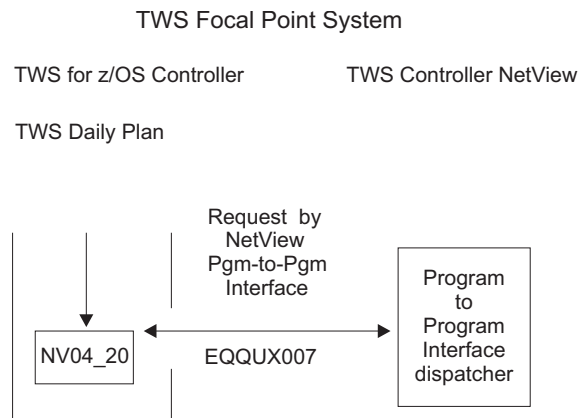 TWS Focal Point System
TWS for z/OS Controller
TWS Controller NetView
TWS Daily Plan
Request by
NetView
Pgm-to-Pgm
Interface
NV04_20
EQQUX007
Program
to
Program
Interface
dispatcher